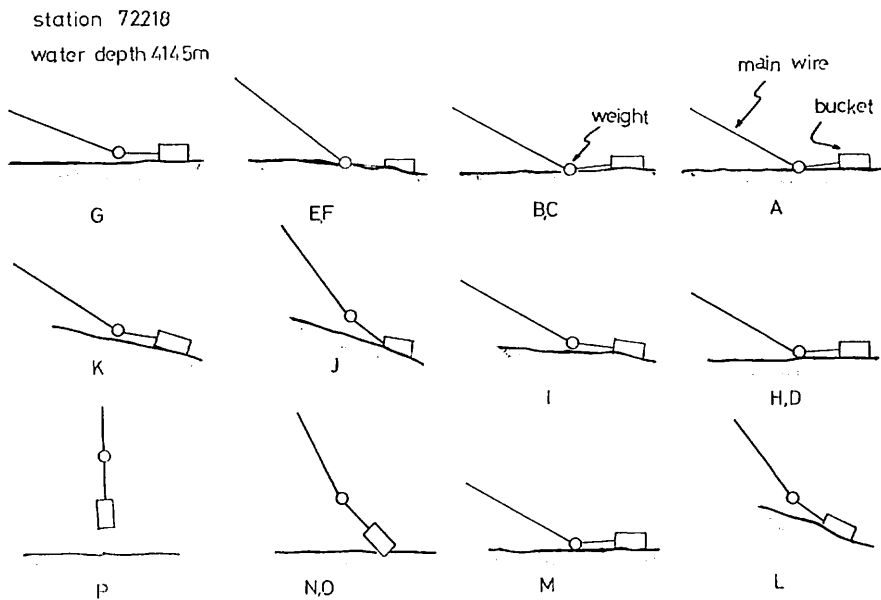 station 72218
water depth 4145m
main wire
weight
bucket
G
E,F
B,C
A
K
J
I
H,D
P
N,O
M
L